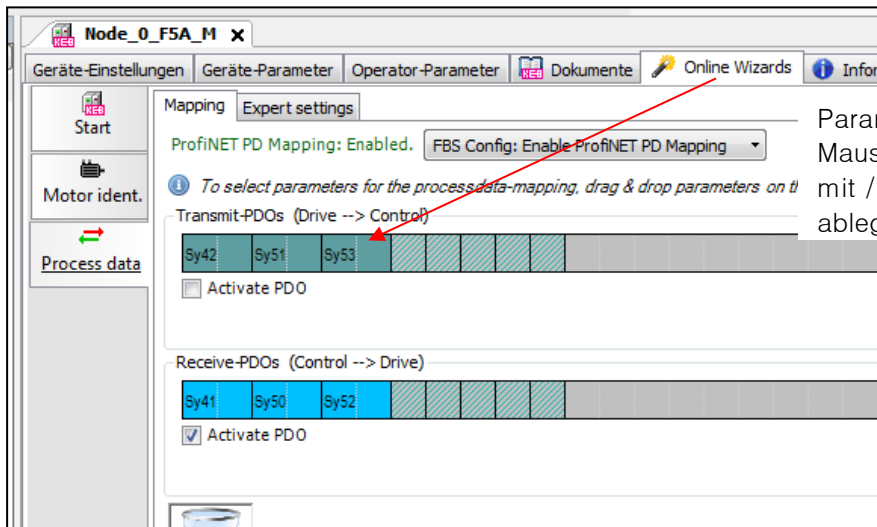 Node_0_F5A_M x
Geräte-Einstellungen Geräte-Parameter Operator-Parameter Dokumente Online Wizards Infor
Start
Motor ident.
Process data
Mapping Expert settings
ProfiNET PD Mapping: Enabled. FBS Config: Enable ProfiNET PD Mapping
To select parameters for the processdata-mapping, drag & drop parameters on th
Transmit-PDOs (Drive --> Control)
Sy42 Sy51 Sy53
Activate PDO
Receive-PDOs (Control --> Drive)
Sy41 Sy50 Sy52
Activate PDO
Param
Maus
mit /
ableg